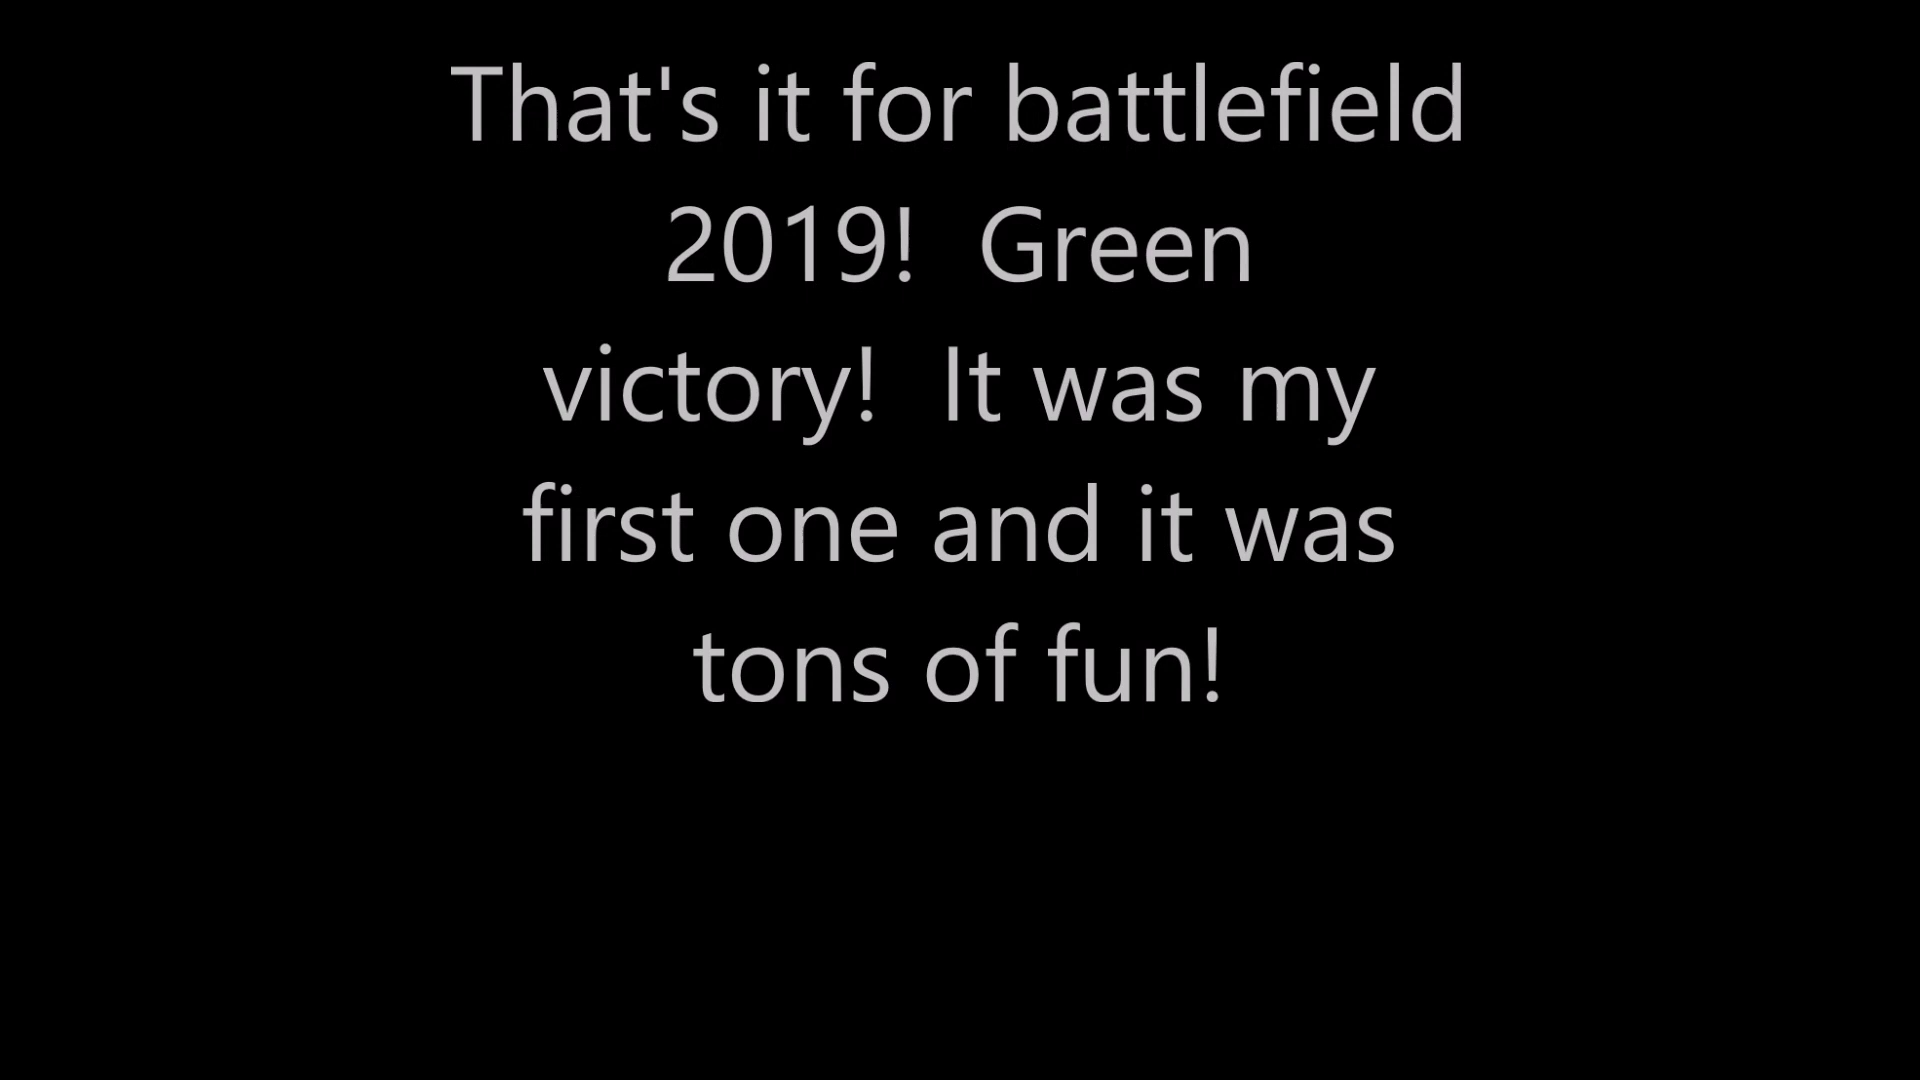 That's it for battlefield
2019!  Green
victory!  It was my
first one and it was
tons of fun!